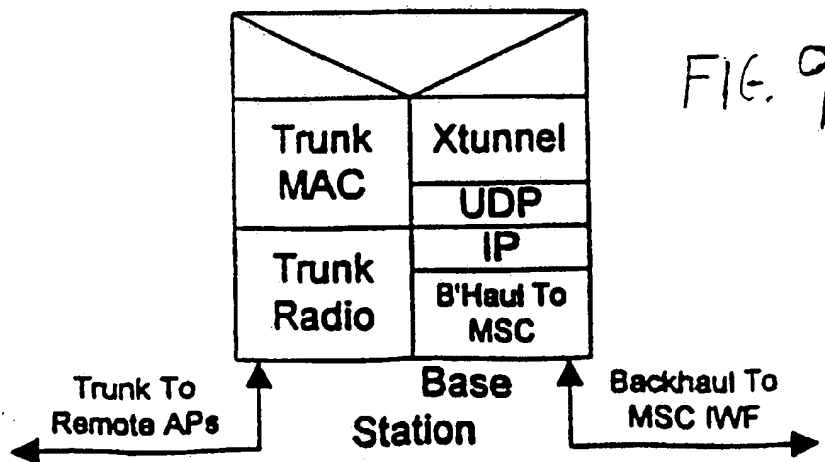 FIG. 9
Trunk
MAC
Xtunnel
UDP
IP
Trunk
Radio
B'Haul To
MSC
Base
Station
Trunk To
Remote APs
Backhaul To
MSC IWF